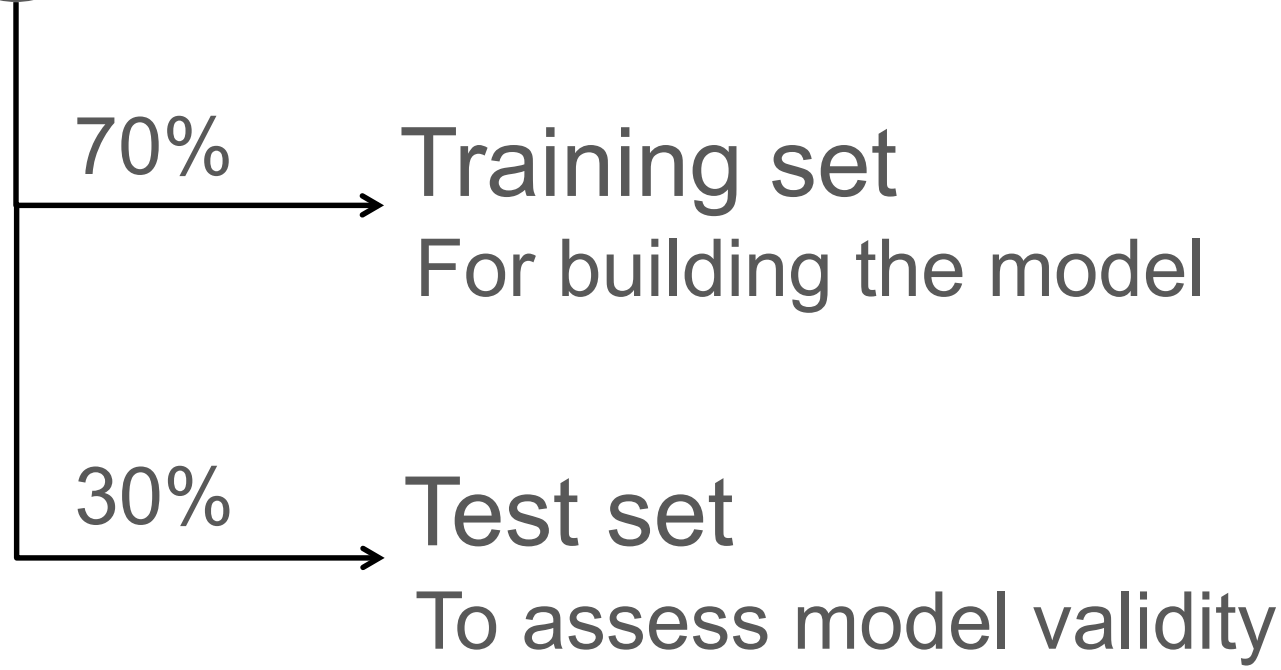 70%
Training set
For building the model
30%
Test set
To assess model validity